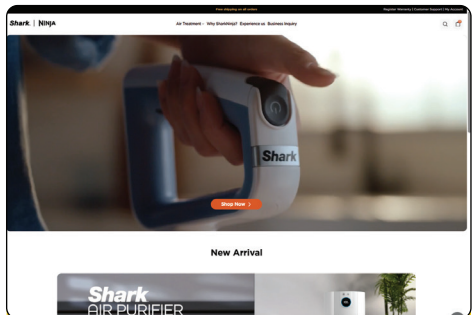 Free shipping on all orders
Register Warranty | Customer Support | My Account
Shark | NINJA
Air Treatment Why SharkNinja? Experience us Business Inquiry
Shark
Shop Now >
New Arrival
Shark
AIR PURIFIER